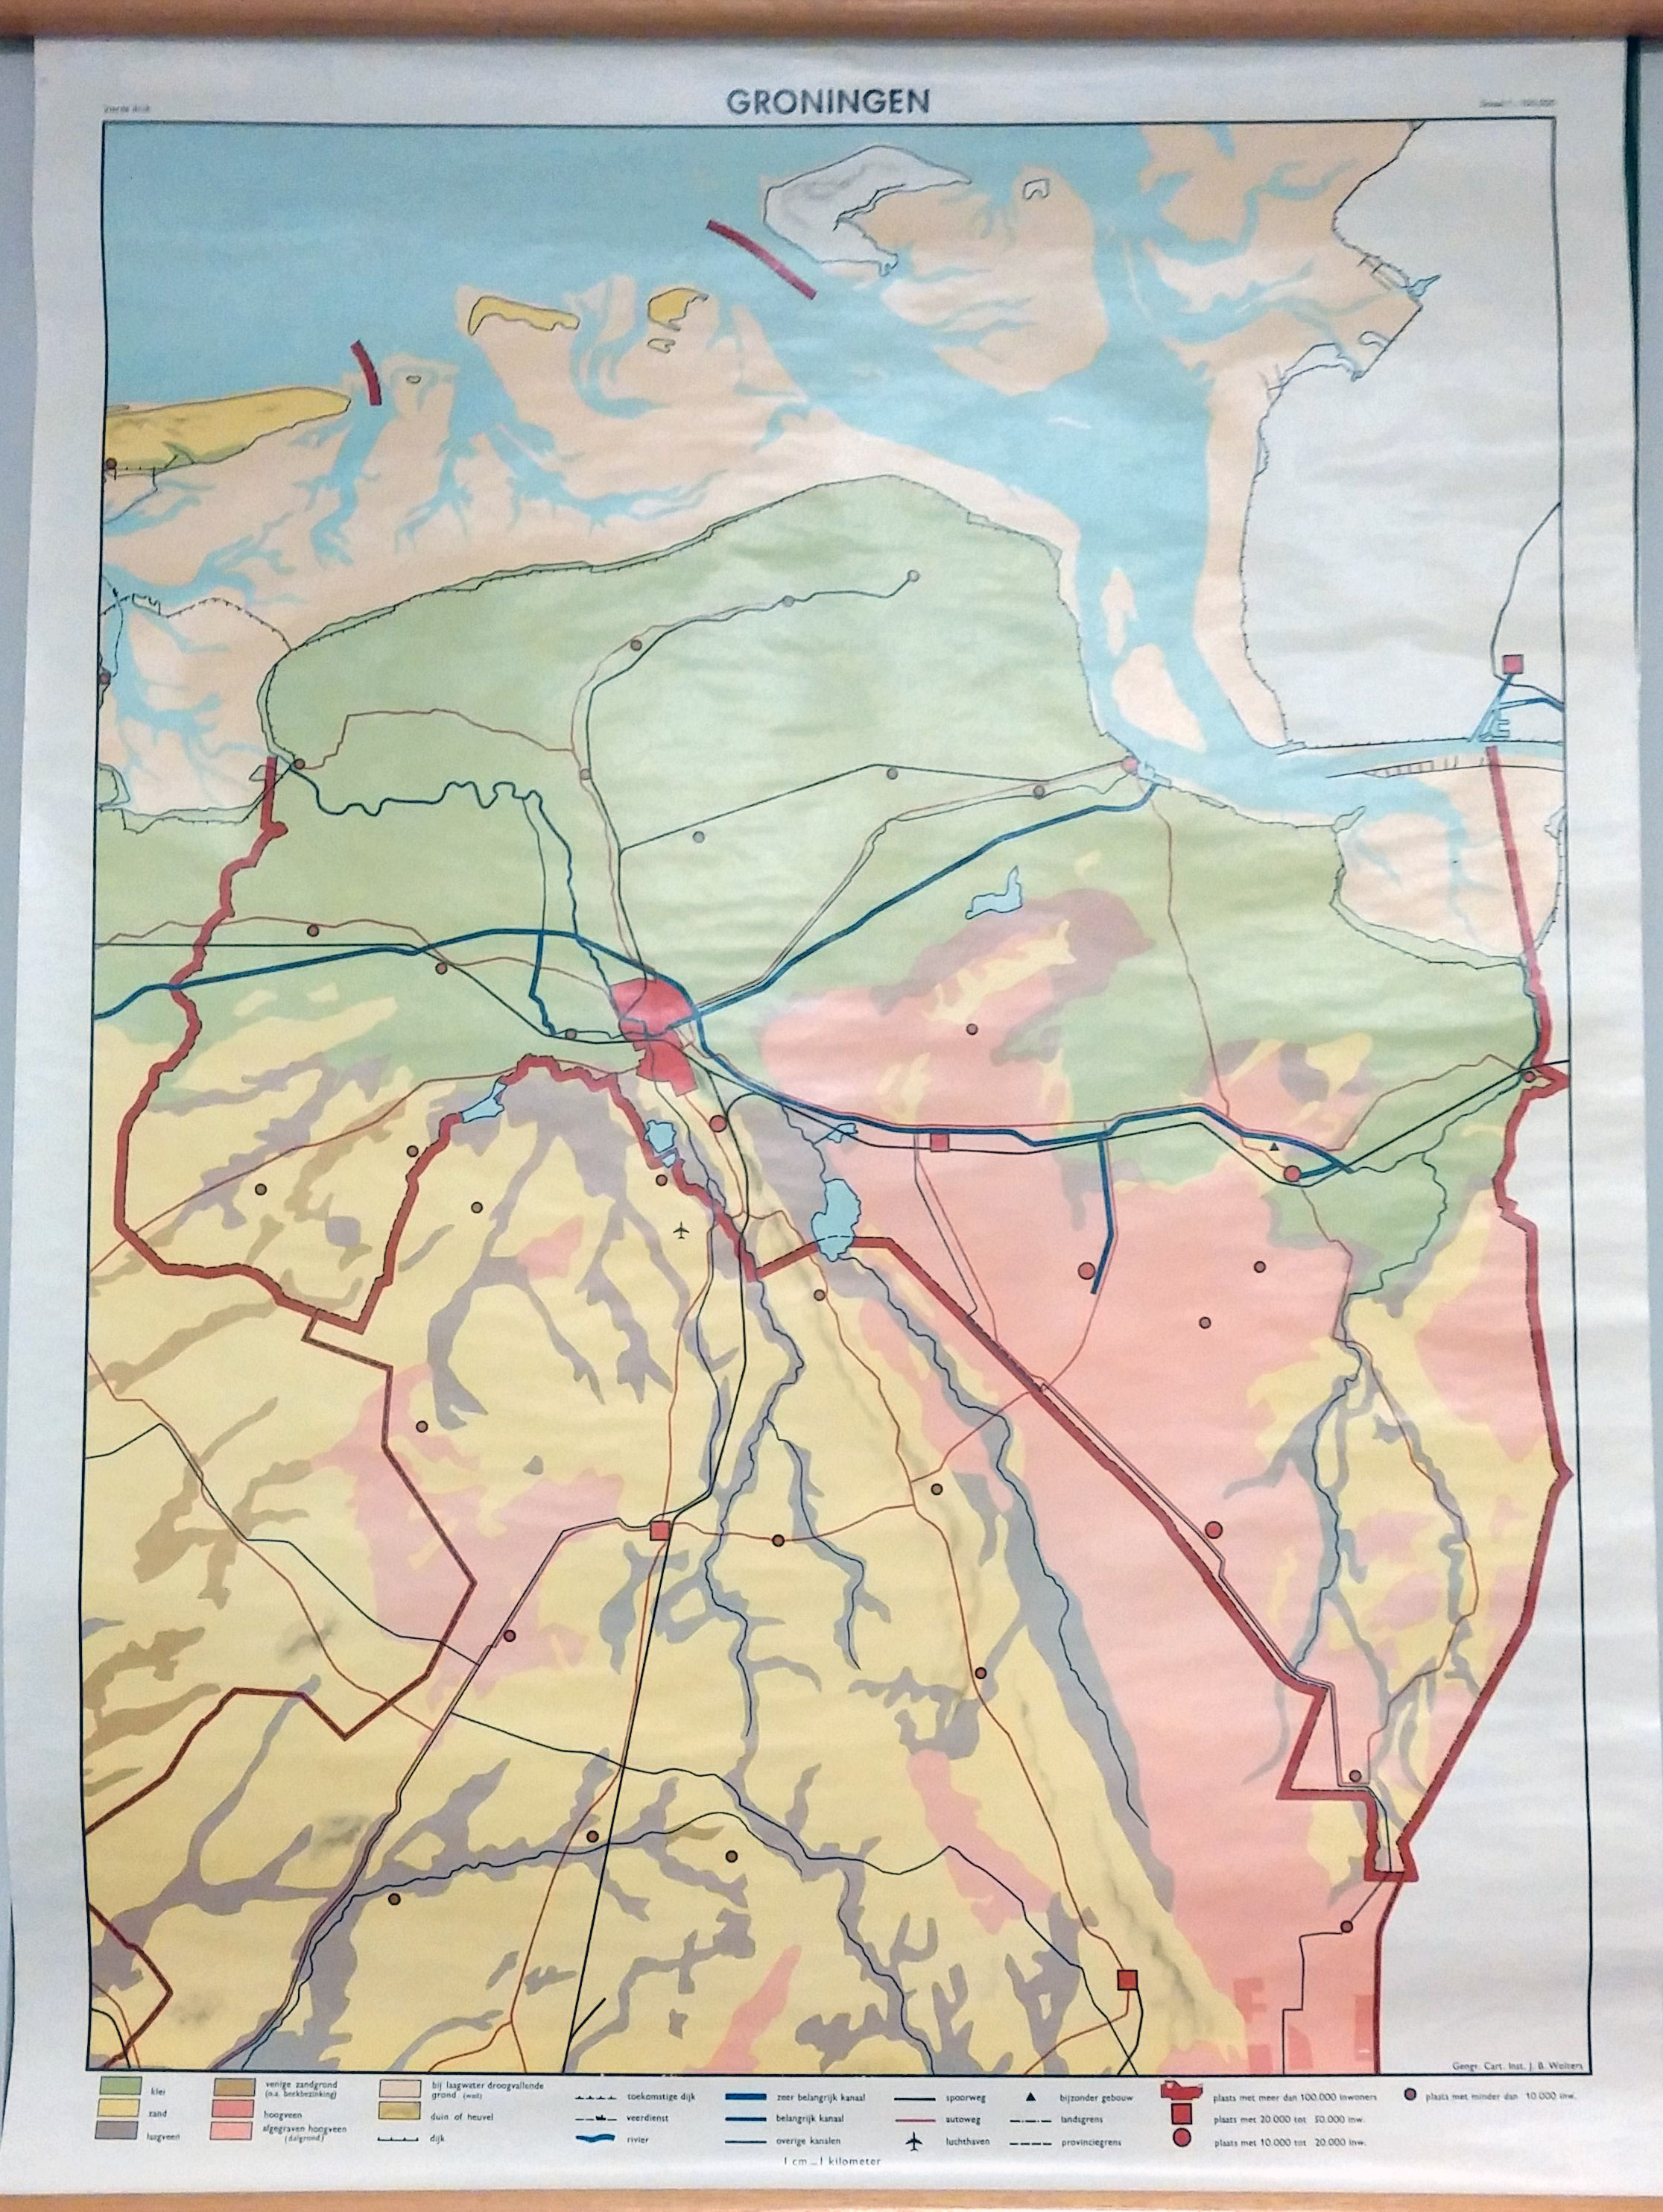 GRONINGEN
Vierde druk
Schaal 1 : 100.000
Geogr. Cart. Inst. J. B. Wolters
klei
zand
laagveen
venige zandgrond
(n.a. beekbezinking)
hoogveen
afgegraven hoogveen
(dalgrond)
bij laagwater droogvallende
grond (wad)
duin of heuvel
dijk
toekomstige dijk
veerdienst
rivier
zeer belangrijk kanaal
belangrijk kanaal
overige kanalen
spoorweg
autoweg
luchthaven
bijzonder gebouw
landsgrens
provinciegrens
plaats met meer dan 100.000 inwoners
plaats met 20.000 tot 50.000 inw.
plaats met 10.000 tot 20.000 inw.
plaats met minder dan 10.000 inw.
1 cm = 1 kilometer